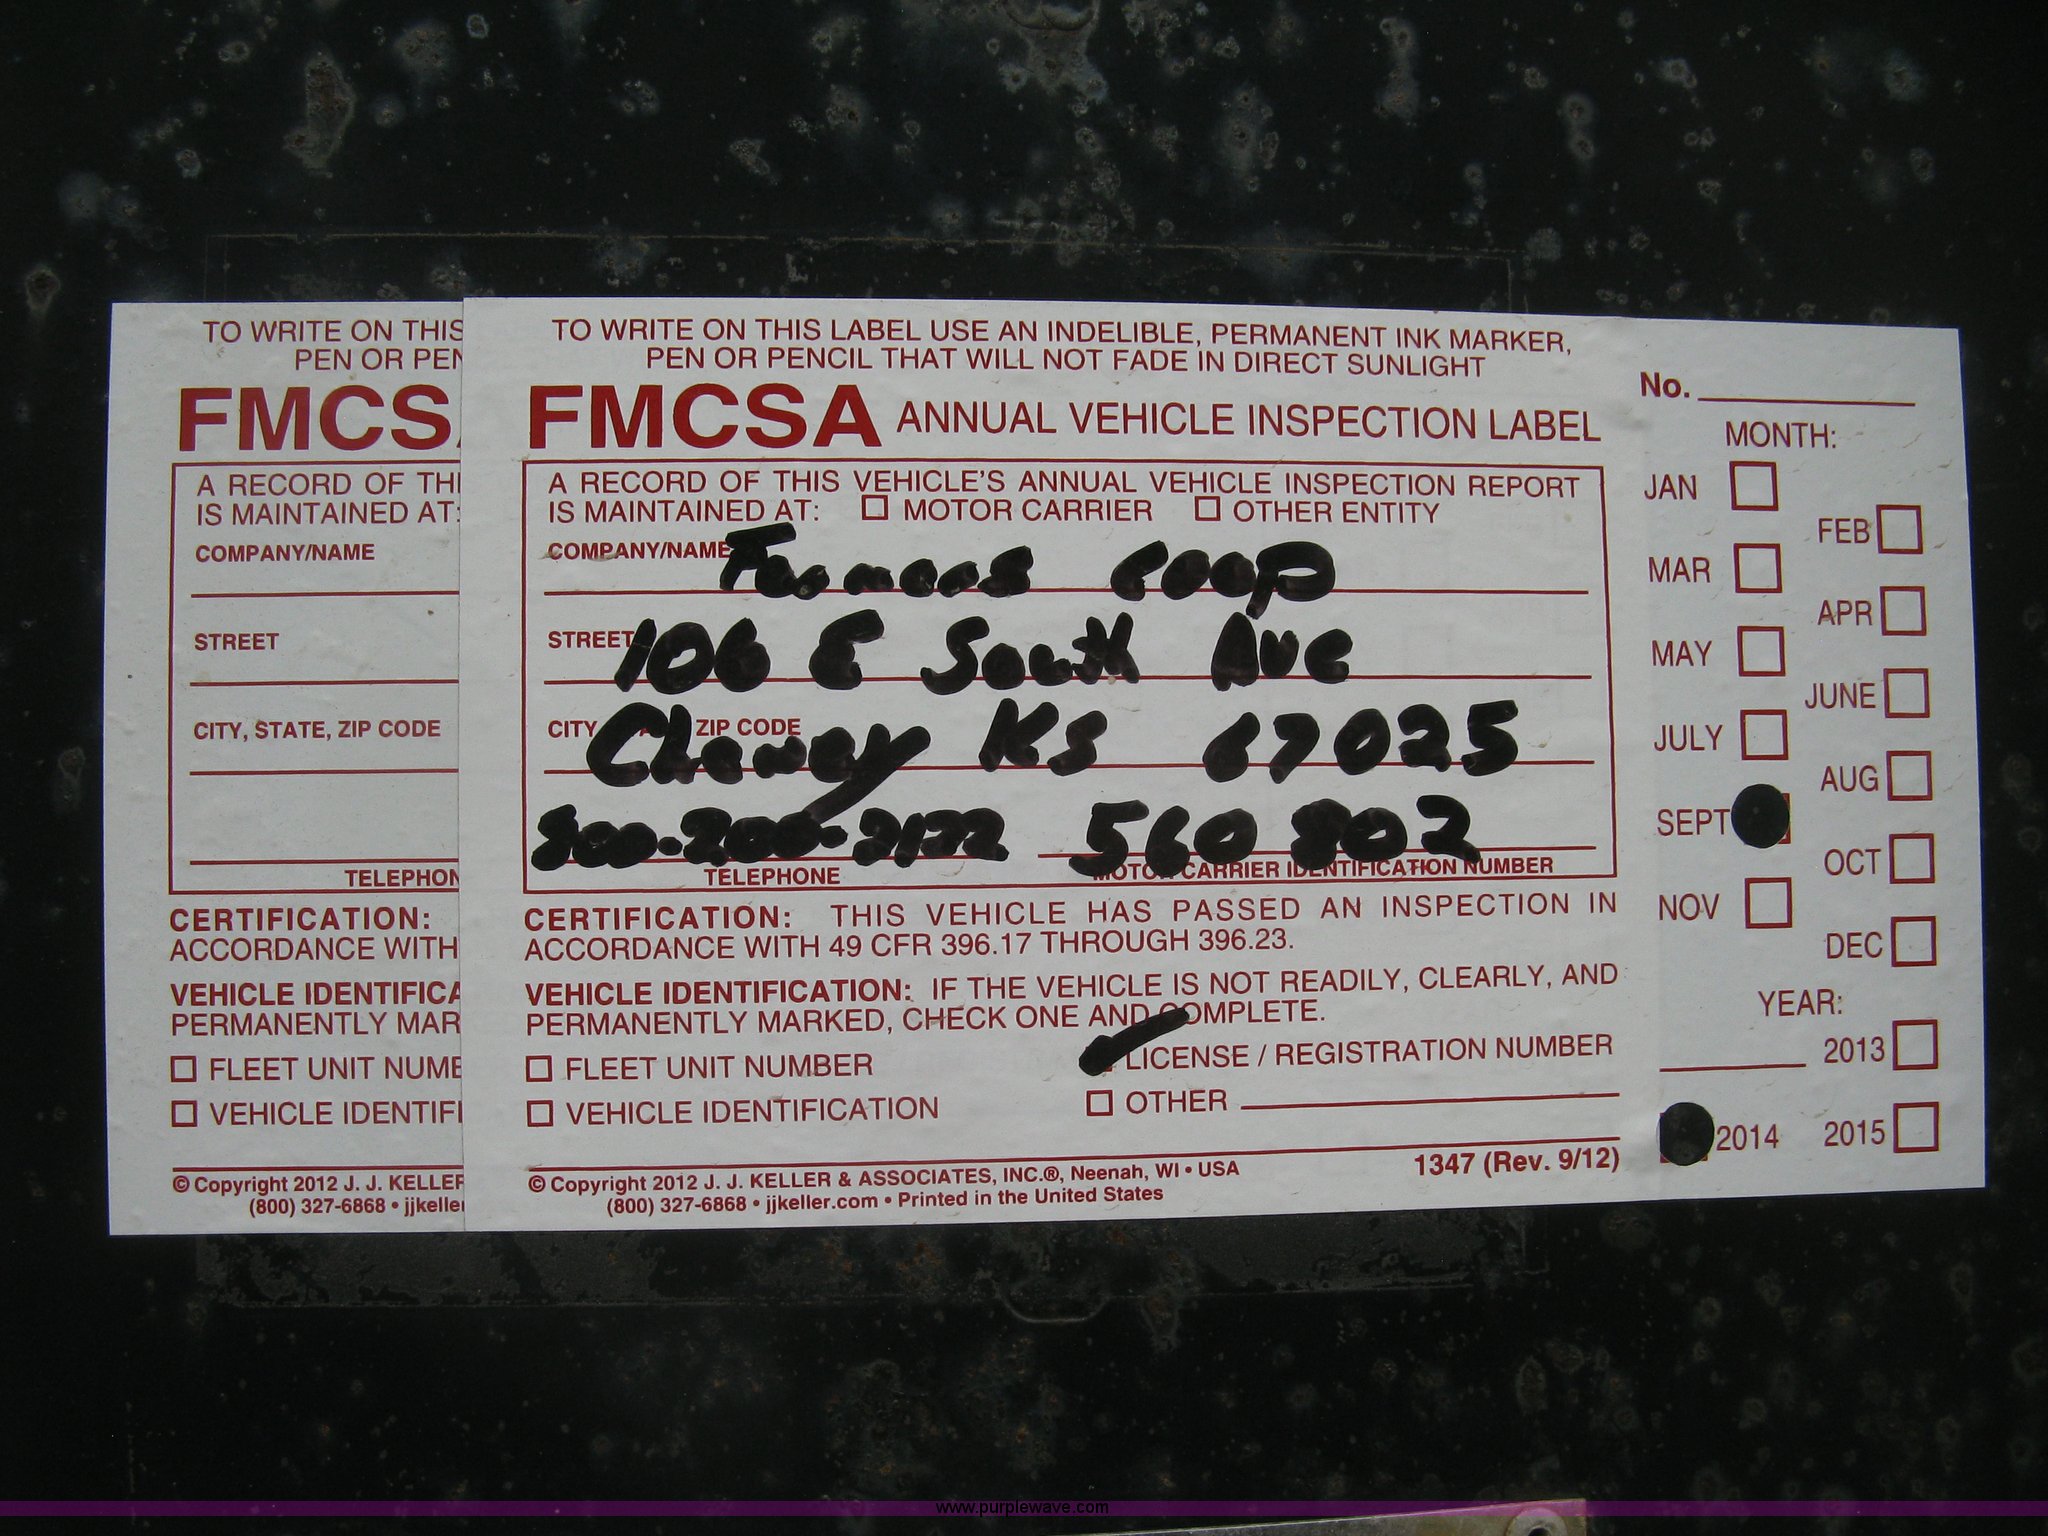 TO WRITE ON THIS
PEN OR PEN
FMCSA
A RECORD OF THI
IS MAINTAINED AT:
COMPANY/NAME
STREET
CITY, STATE, ZIP CODE
TELEPHON
CERTIFICATION:
ACCORDANCE WITH
VEHICLE IDENTIFICA
PERMANENTLY MAR
FLEET UNIT NUMB
VEHICLE IDENTIFI
© Copyright 2012 J. J. KELLER
(800) 327-6868 • jjkeller
TO WRITE ON THIS LABEL USE AN INDELIBLE, PERMANENT INK MARKER,
PEN OR PENCIL THAT WILL NOT FADE IN DIRECT SUNLIGHT
FMCSA ANNUAL VEHICLE INSPECTION LABEL
A RECORD OF THIS VEHICLE'S ANNUAL VEHICLE INSPECTION REPORT
IS MAINTAINED AT: MOTOR CARRIER OTHER ENTITY
COMPANY/NAME Farmers Coop
STREET 106 E South Ave
CITY, ZIP CODE Cheney KS 67025
800-200-3122 560 802
TELEPHONE MOTOR CARRIER IDENTIFICATION NUMBER
CERTIFICATION: THIS VEHICLE HAS PASSED AN INSPECTION IN
ACCORDANCE WITH 49 CFR 396.17 THROUGH 396.23.
VEHICLE IDENTIFICATION: IF THE VEHICLE IS NOT READILY, CLEARLY, AND
PERMANENTLY MARKED, CHECK ONE AND COMPLETE.
FLEET UNIT NUMBER LICENSE / REGISTRATION NUMBER
VEHICLE IDENTIFICATION OTHER
© Copyright 2012 J. J. KELLER & ASSOCIATES, INC.®, Neenah, WI • USA 1347 (Rev. 9/12)
(800) 327-6868 • jjkeller.com • Printed in the United States
No.
MONTH:
JAN
FEB
MAR
APR
MAY
JUNE
JULY
AUG
SEPT
OCT
NOV
DEC
YEAR:
2013
2014 2015
www.purplewave.com